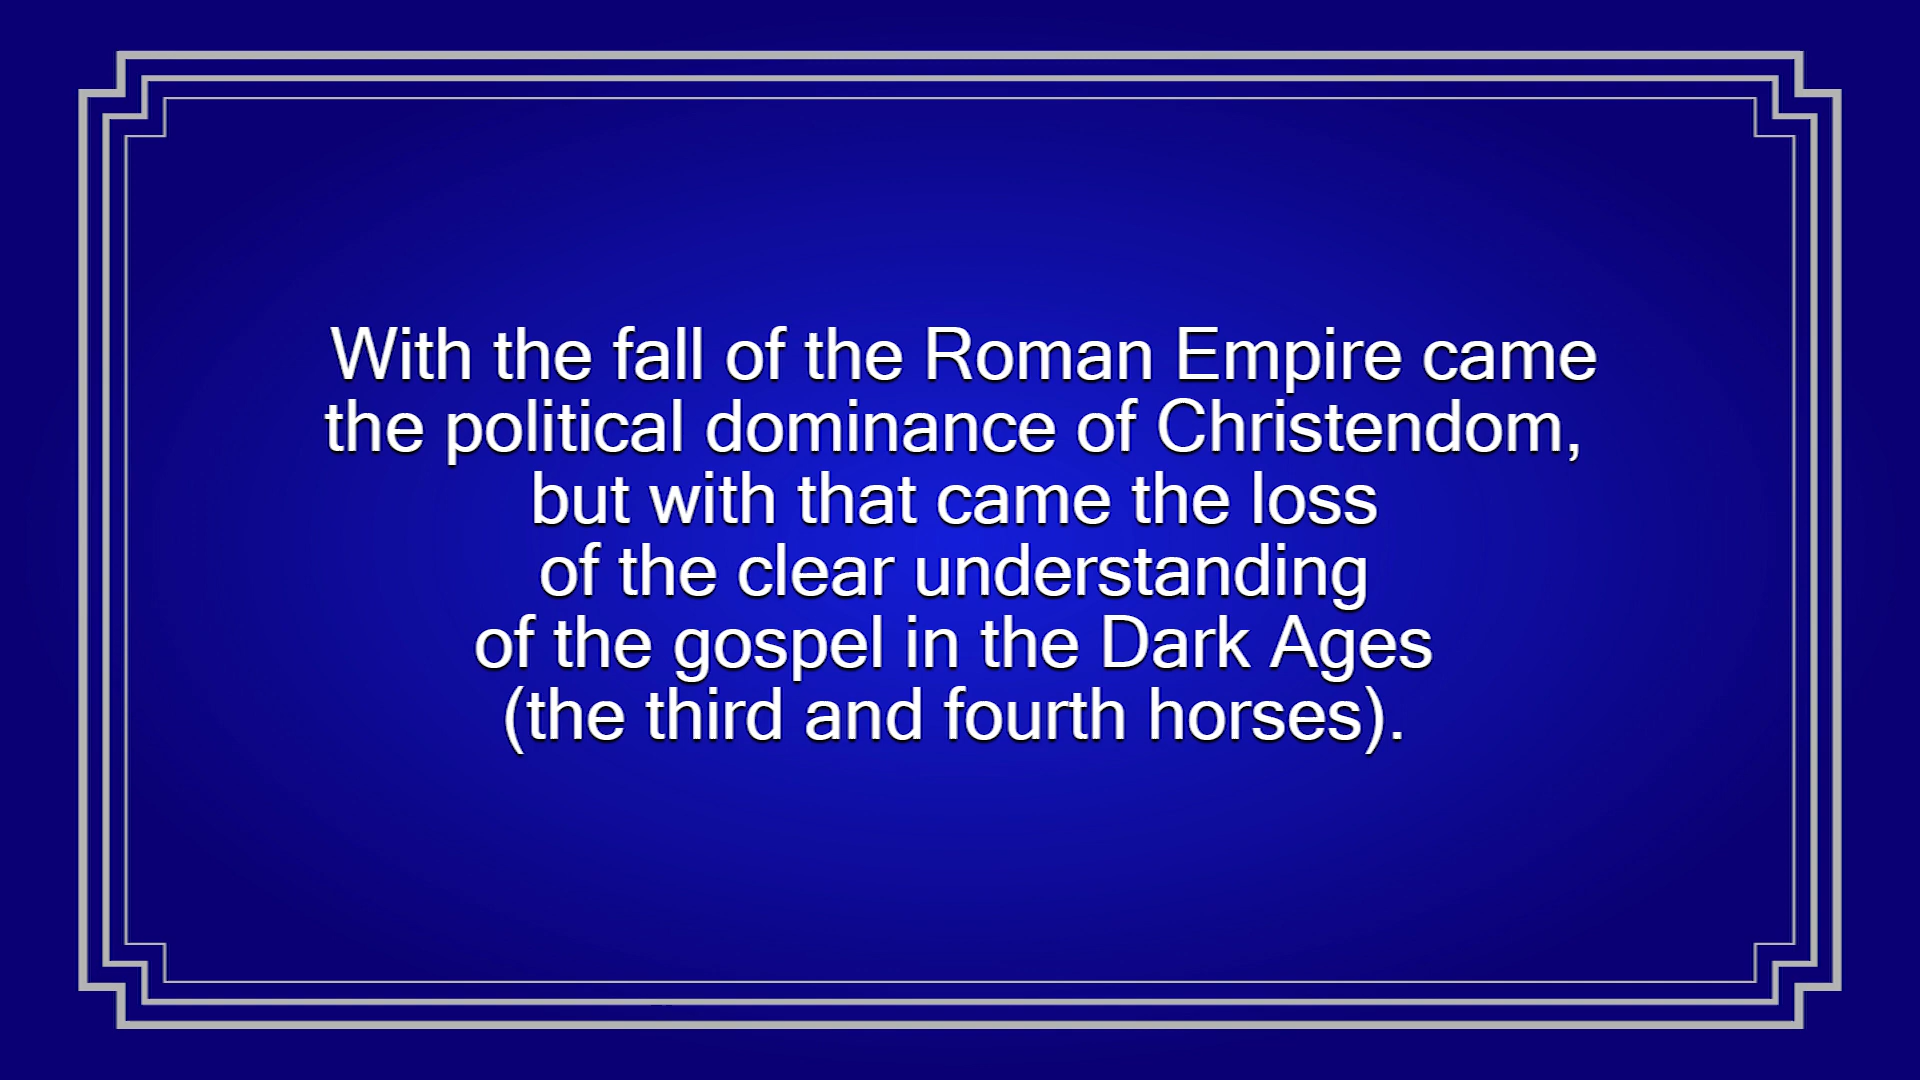 With the fall of the Roman Empire came
the political dominance of Christendom,
but with that came the loss
of the clear understanding
of the gospel in the Dark Ages
(the third and fourth horses).